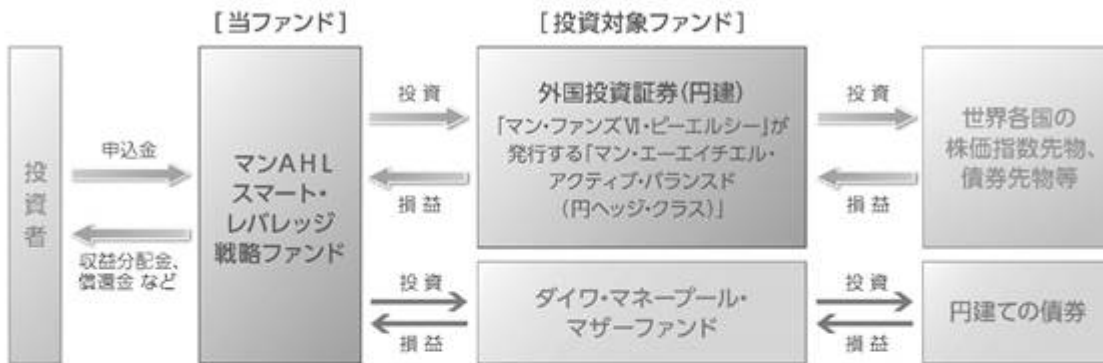 [当ファンド]
[投資対象ファンド]
投資者
申込金
収益分配金、
償還金 など
マンAHL
スマート・
レバレッジ
戦略ファンド
投資
損益
外国投資証券(円建)
「マン・ファンズⅥ・ピーエルシー」が
発行する「マン・エーエイチエル・
アクティブ・バランスド
(円ヘッジ・クラス)」
投資
損益
世界各国の
株価指数先物、
債券先物等
投資
損益
ダイワ・マネープール・
マザーファンド
投資
損益
円建ての債券